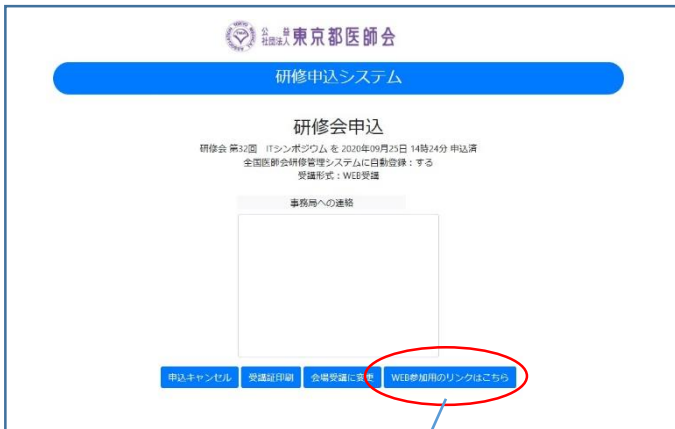 公益社団法人東京都医師会
研修申込システム
研修会申込
研修会 第32回 ITシンポジウム を 2020年09月25日 14時24分 申込済
全国医師会研修管理システムに自動登録：する
受講形式：WEB受講
事務局への連絡
申込キャンセル 受講証印刷 会場受講に変更 WEB参加用のリンクはこちら